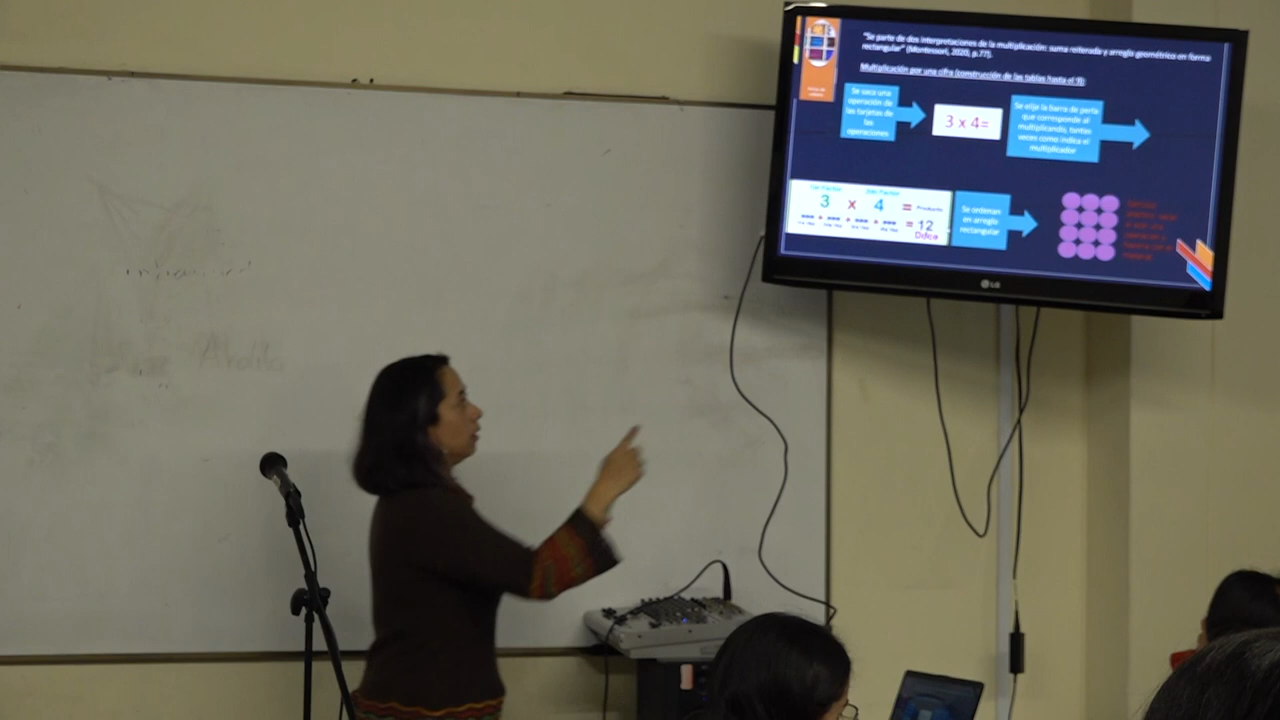 "Se parte de dos interpretaciones de la multiplicación: suma reiterada y arreglo geométrico en forma
rectangular" (Montessori, 2020, p.77).
Multiplicación por una cifra (construcción de las tablas hasta el 9):
Se saca una
operación de
las tarjetas de
las
operaciones
3 x 4=
Se elije la barra de perla
que corresponde al
multiplicando, tantas
veces como indica el
multiplicador
3 x 4 = Producto
= 12
Se ordenan
en arreglo
rectangular
LG